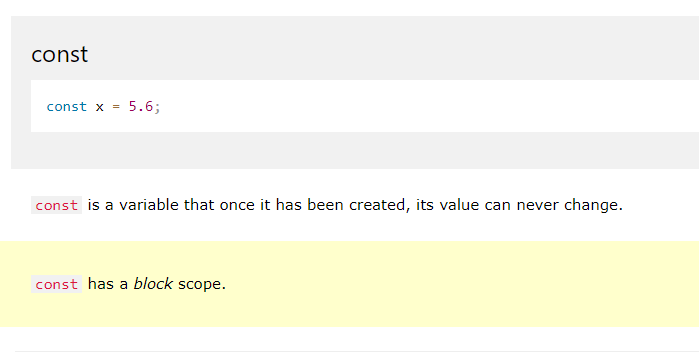 const
const x = 5.6;
const is a variable that once it has been created, its value can never change.
const has a block scope.